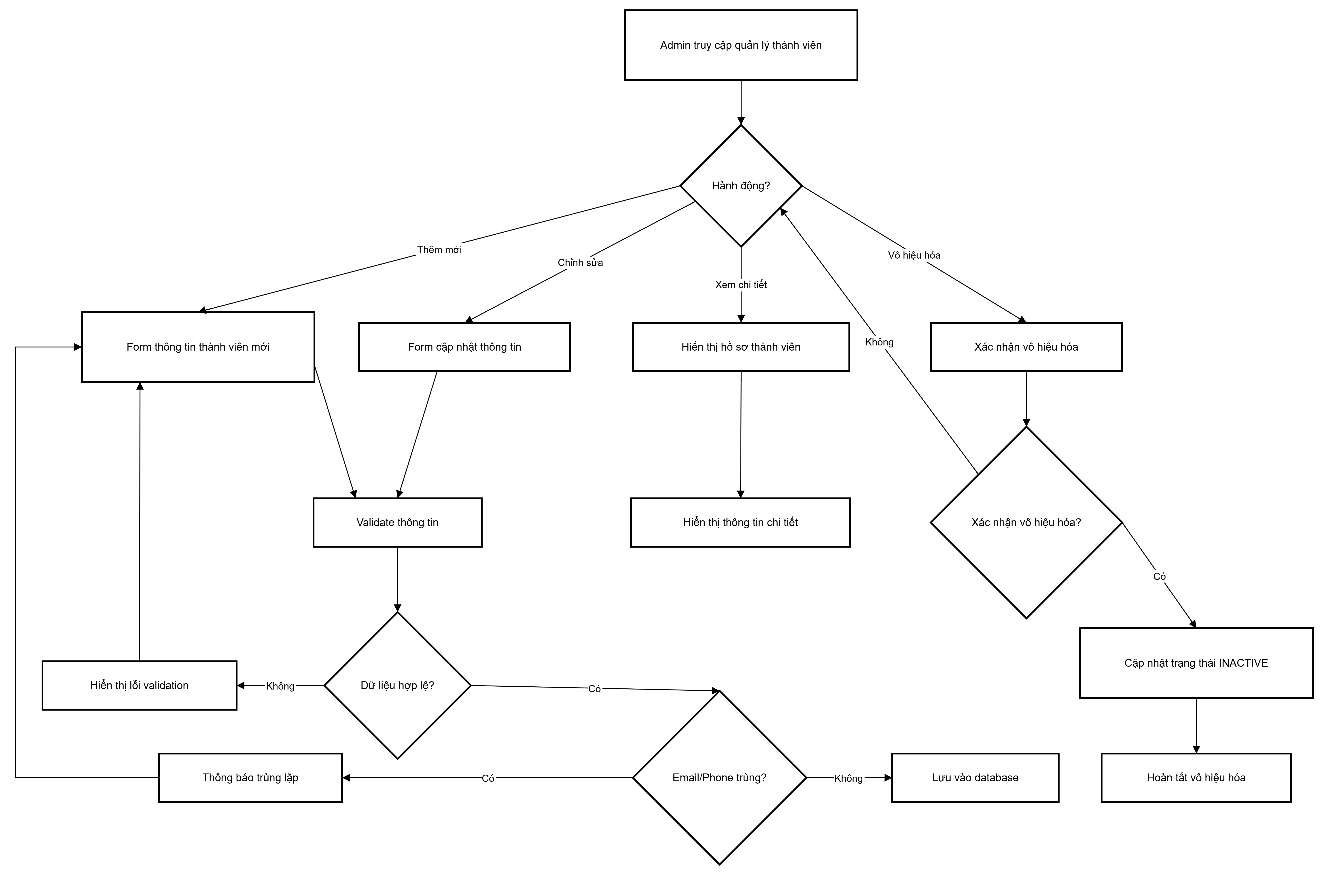 Admin truy cập quản lý thành viên
Hành động?
Thêm mới
Chỉnh sửa
Xem chi tiết
Vô hiệu hóa
Form thông tin thành viên mới
Form cập nhật thông tin
Hiển thị hồ sơ thành viên
Không
Xác nhận vô hiệu hóa
Validate thông tin
Hiển thị thông tin chi tiết
Xác nhận vô hiệu hóa?
Có
Cập nhật trạng thái INACTIVE
Hiển thị lỗi validation
Không
Dữ liệu hợp lệ?
Có
Thông báo trùng lặp
Có
Email/Phone trùng?
Không
Lưu vào database
Hoàn tất vô hiệu hóa